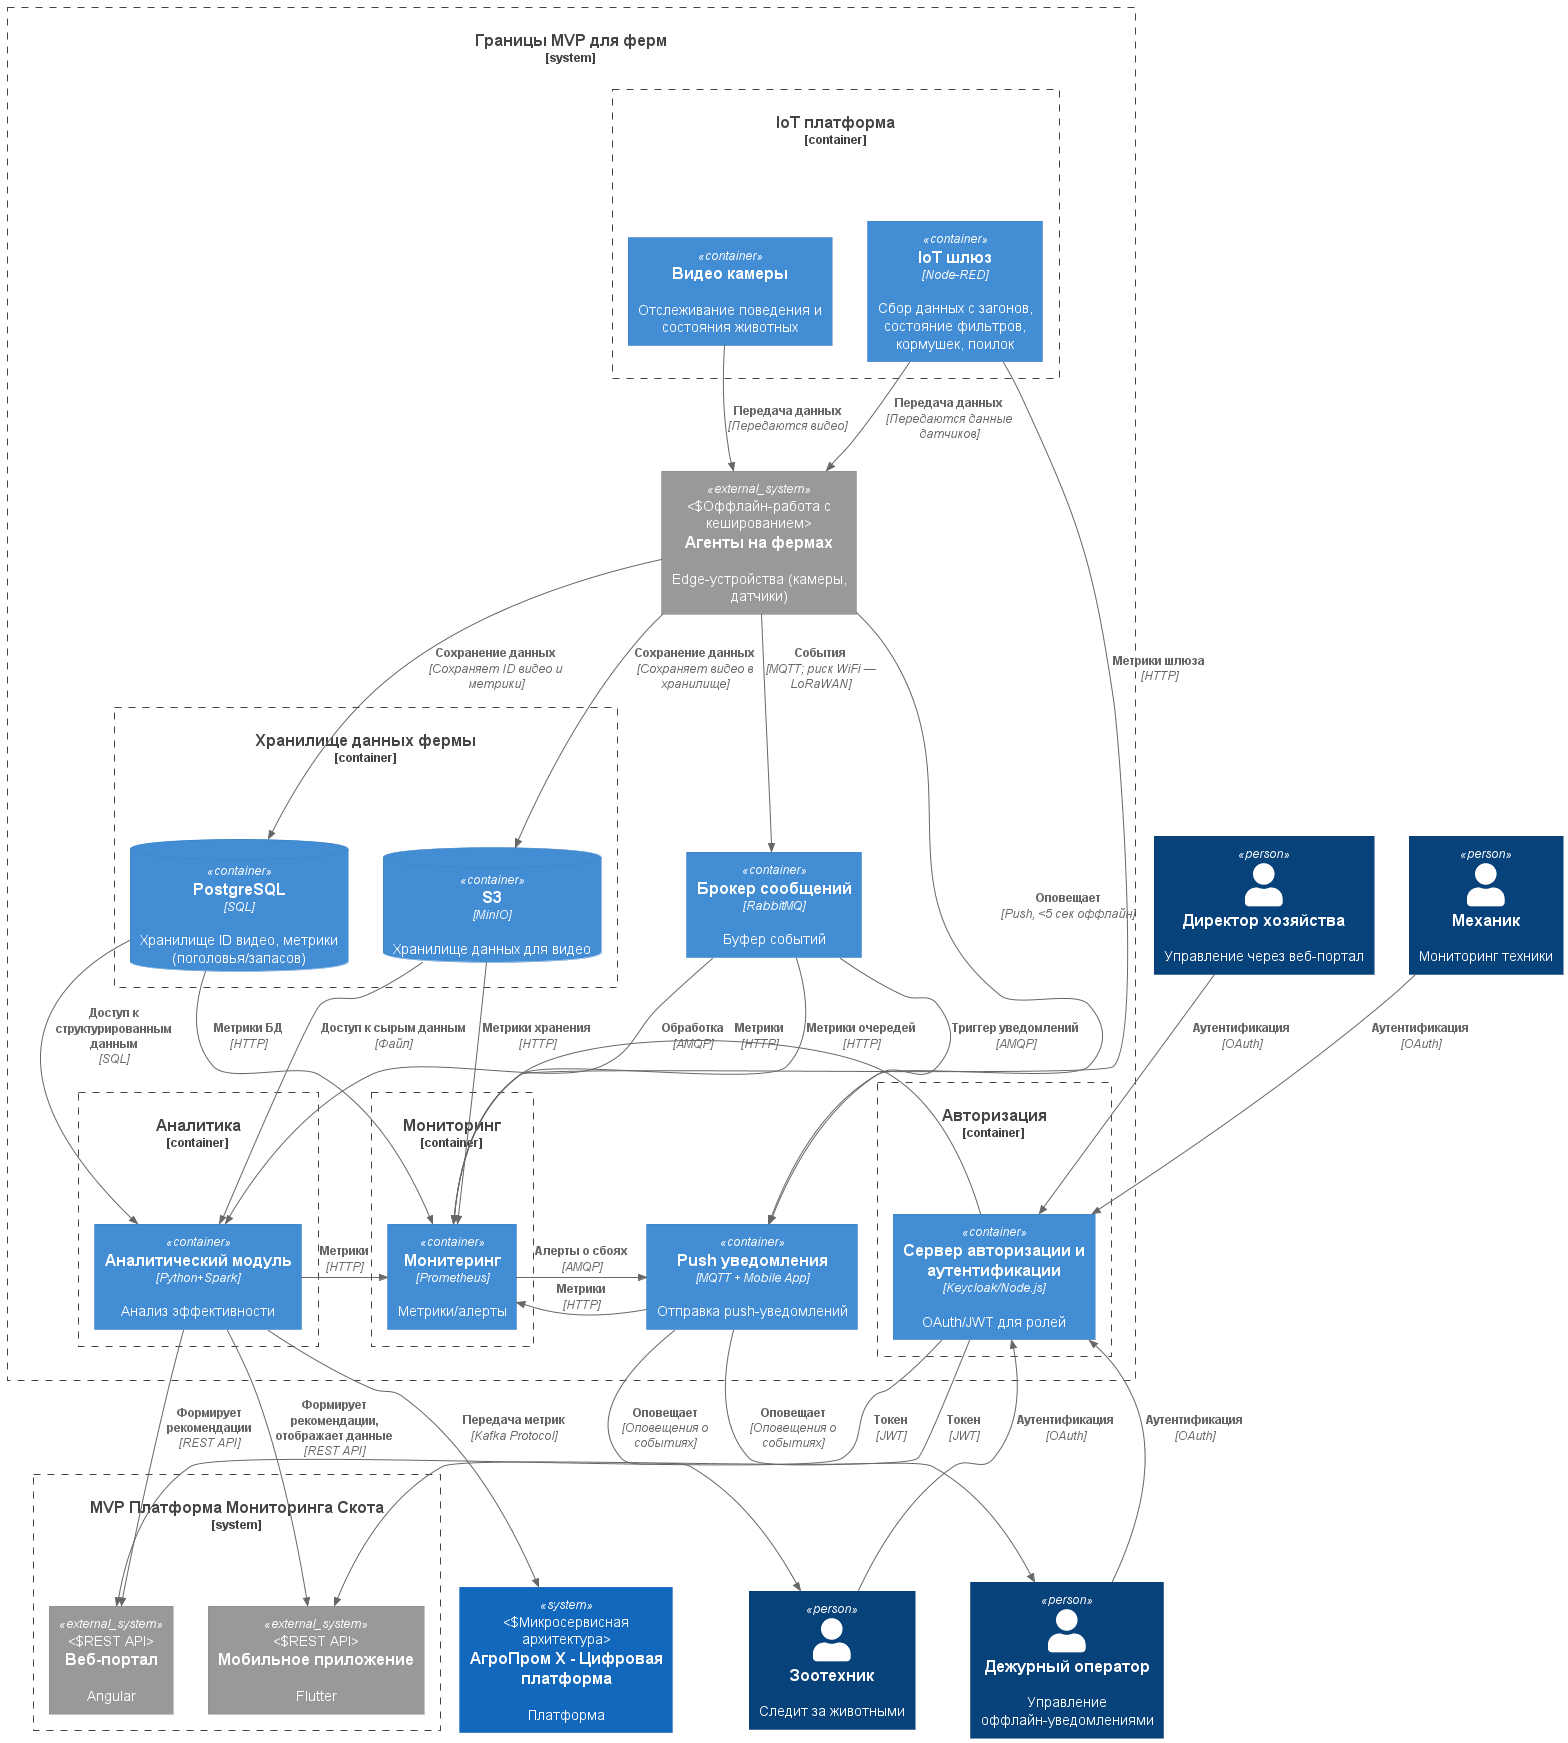 Границы MVP для ферм
[system]
IoT платформа
[container]
«container»
Видео камеры
Отслеживание поведения и
состояния животных
«container»
IoT шлюз
[Node-RED]
Сбор данных с загонов,
состояние фильтров,
кормушек, поилок
Передача данных
[Передаются видео]
Передача данных
[Передаются данные
датчиков]
«external_system»
<$Оффлайн-работа с
кешированием>
Агенты на фермах
Edge-устройства (камеры,
датчики)
Сохранение данных
[Сохраняет ID видео и
метрики]
Сохранение данных
[Сохраняет видео в
хранилище]
События
[MQTT; риск WiFi —
LoRaWAN]
Метрики шлюза
[HTTP]
Хранилище данных фермы
[container]
«container»
PostgreSQL
[SQL]
Хранилище ID видео, метрики
(поголовья/запасов)
«container»
S3
[MinIO]
Хранилище данных для видео
«container»
Брокер сообщений
[RabbitMQ]
Буфер событий
Оповещает
[Push, <5 сек оффлайн]
«person»
Директор хозяйства
Управление через веб-портал
«person»
Механик
Мониторинг техники
Доступ к
структурированным
данным
[SQL]
Метрики БД
[HTTP]
Доступ к сырым данным
[Файл]
Метрики хранения
[HTTP]
Обработка
[AMQP]
Метрики
[HTTP]
Метрики очередей
[HTTP]
Триггер уведомлений
[AMQP]
Аутентификация
[OAuth]
Аутентификация
[OAuth]
Аналитика
[container]
«container»
Аналитический модуль
[Python+Spark]
Анализ эффективности
Метрики
[HTTP]
Мониторинг
[container]
«container»
Монитеринг
[Prometheus]
Метрики/алерты
Алерты о сбоях
[AMQP]
Метрики
[HTTP]
«container»
Push уведомления
[MQTT + Mobile App]
Отправка push-уведомлений
Авторизация
[container]
«container»
Сервер авторизации и
аутентификации
[Keycloak/Node.js]
OAuth/JWT для ролей
Формирует
рекомендации
[REST API]
Формирует
рекомендации,
отображает данные
[REST API]
Передача метрик
[Kafka Protocol]
Оповещает
[Оповещения о
событиях]
Оповещает
[Оповещения о
событиях]
Токен
[JWT]
Токен
[JWT]
Аутентификация
[OAuth]
Аутентификация
[OAuth]
MVP Платформа Мониторинга Скота
[system]
«external_system»
<$REST API>
Веб-портал
Angular
«external_system»
<$REST API>
Мобильное приложение
Flutter
«system»
<$Микросервисная
архитектура>
АгроПром X - Цифровая
платформа
Платформа
«person»
Зоотехник
Следит за животными
«person»
Дежурный оператор
Управление
оффлайн-уведомлениями